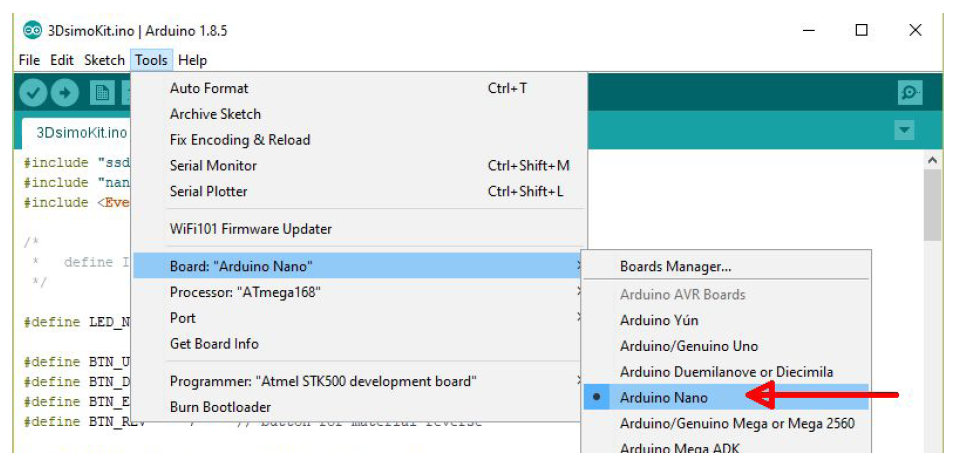 3DsimoKit.ino | Arduino 1.8.5
File Edit Sketch Tools Help
Auto Format Ctrl+T
Archive Sketch
Fix Encoding & Reload
Serial Monitor Ctrl+Shift+M
Serial Plotter Ctrl+Shift+L
WiFi101 Firmware Updater
Board: "Arduino Nano"
Processor: "ATmega168"
Port
Get Board Info
Programmer: "Atmel STK500 development board"
Burn Bootloader
Boards Manager...
Arduino AVR Boards
Arduino Yún
Arduino/Genuino Uno
Arduino Duemilanove or Diecimila
Arduino Nano
Arduino/Genuino Mega or Mega 2560
Arduino Mega ADK
3DsimoKit.ino
#include "ssd
#include "nan
#include <Eve
/*
* define I
*/
#define LED_N
#define BTN_U
#define BTN_D
#define BTN_E
#define BTN_REV 7 // button for material reverse